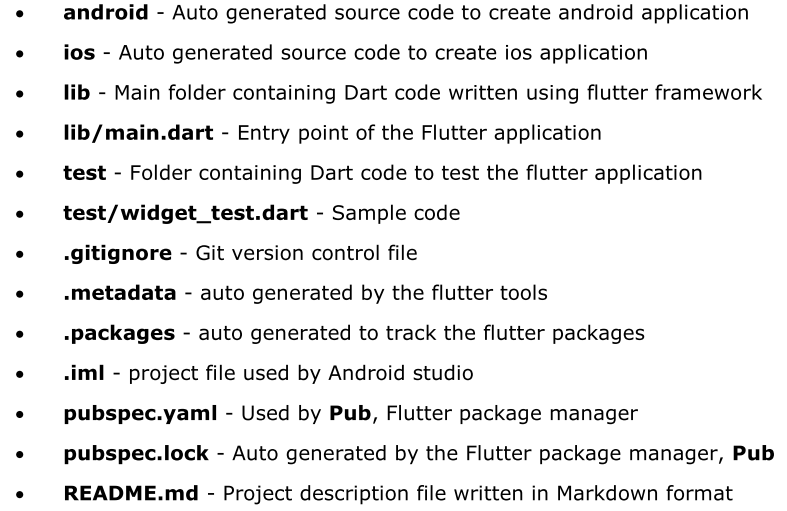 • android - Auto generated source code to create android application
• ios - Auto generated source code to create ios application
• lib - Main folder containing Dart code written using flutter framework
• lib/main.dart - Entry point of the Flutter application
• test - Folder containing Dart code to test the flutter application
• test/widget_test.dart - Sample code
• .gitignore - Git version control file
• .metadata - auto generated by the flutter tools
• .packages - auto generated to track the flutter packages
• .iml - project file used by Android studio
• pubspec.yaml - Used by Pub, Flutter package manager
• pubspec.lock - Auto generated by the Flutter package manager, Pub
• README.md - Project description file written in Markdown format